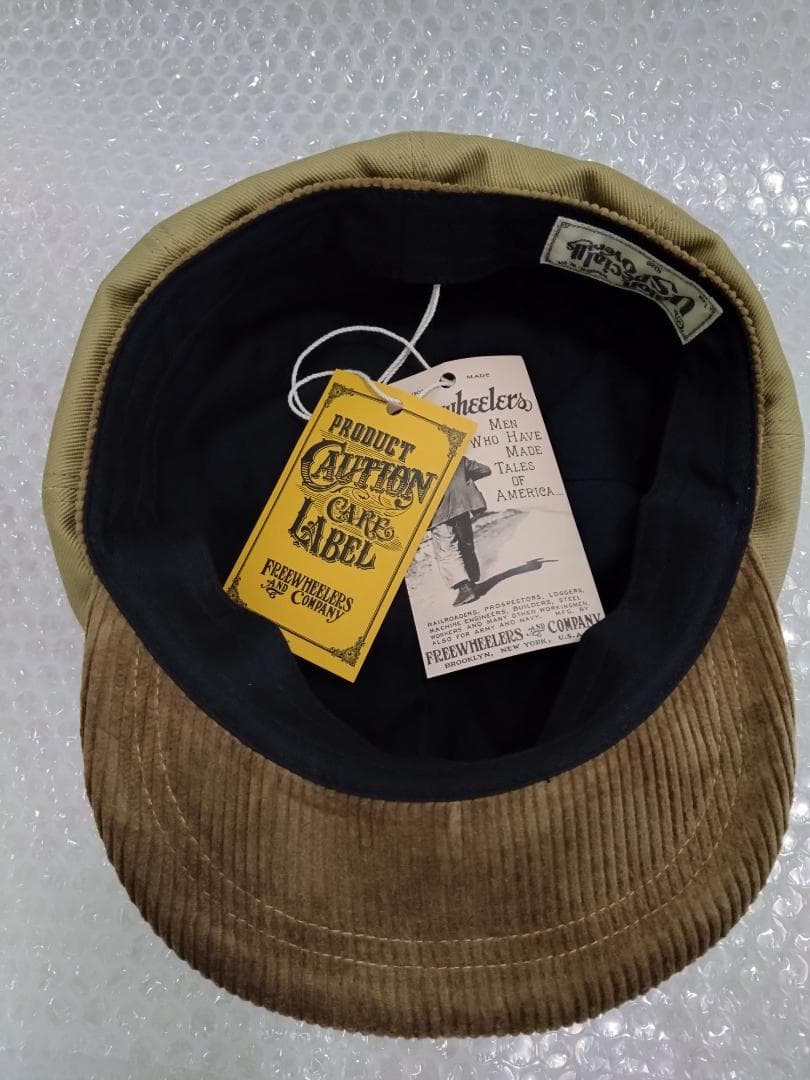 PRODUCT
CAUTION
CARE
LABEL
FREEWHEELERS
AND COMPANY
MADE
wheelers
MEN
WHO HAVE
MADE
TALES
OF
AMERICA...
RAILROADERS, PROSPECTORS, LOGGERS,
MACHINE ENGINEERS, BUILDERS, STEEL
WORKERS AND MANY OTHER WORKINGMEN.
ALSO FOR ARMY AND NAVY. MFG. BY
FREEWHEELERS AND COMPANY
BROOKLYN, NEW YORK, U.S.A